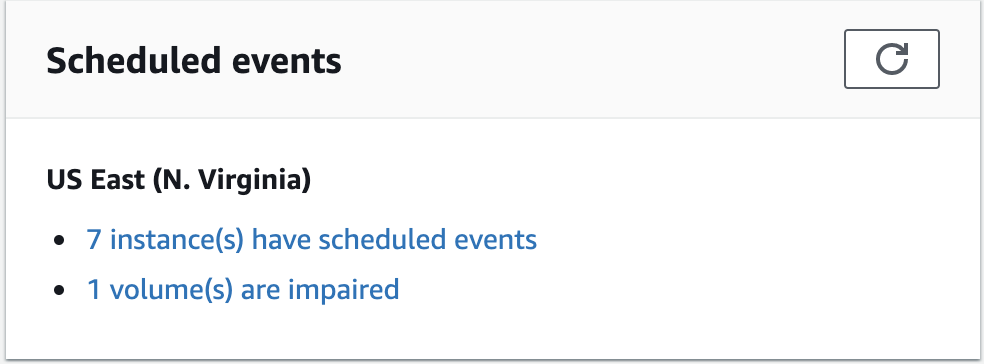 Scheduled events
US East (N. Virginia)
7 instance(s) have scheduled events
1 volume(s) are impaired